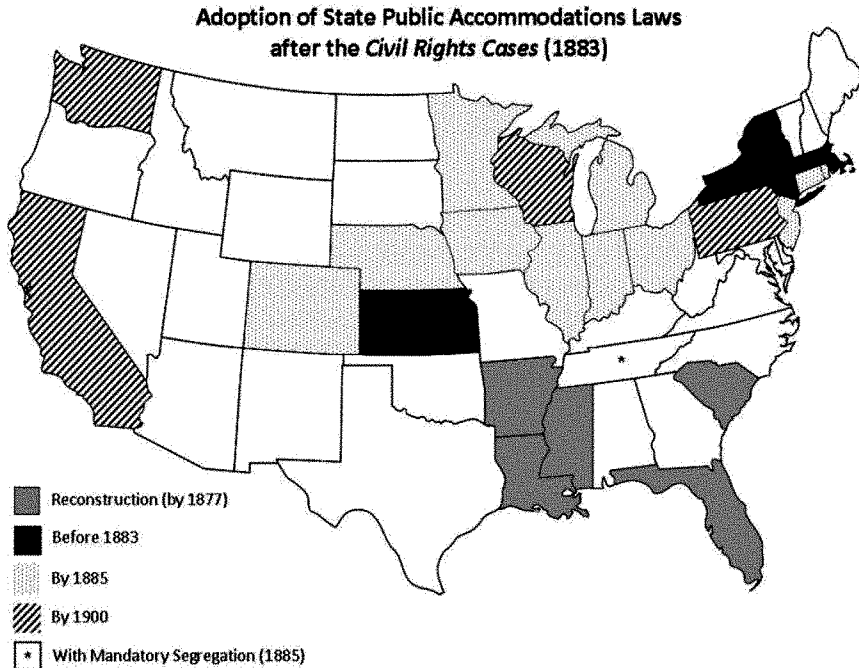 Adoption of State Public Accommodations Laws
after the Civil Rights Cases (1883)
*
Reconstruction (by 1877)
Before 1883
By 1885
By 1900
* With Mandatory Segregation (1885)